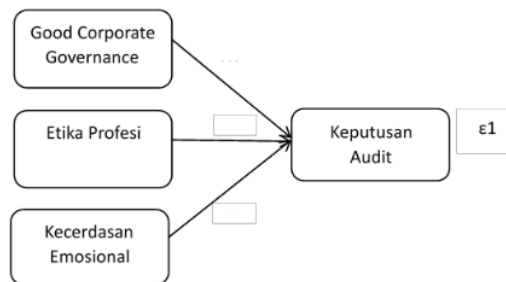 Good Corporate
Governance
Etika Profesi
Keputusan
Audit
ε1
Kecerdasan
Emosional